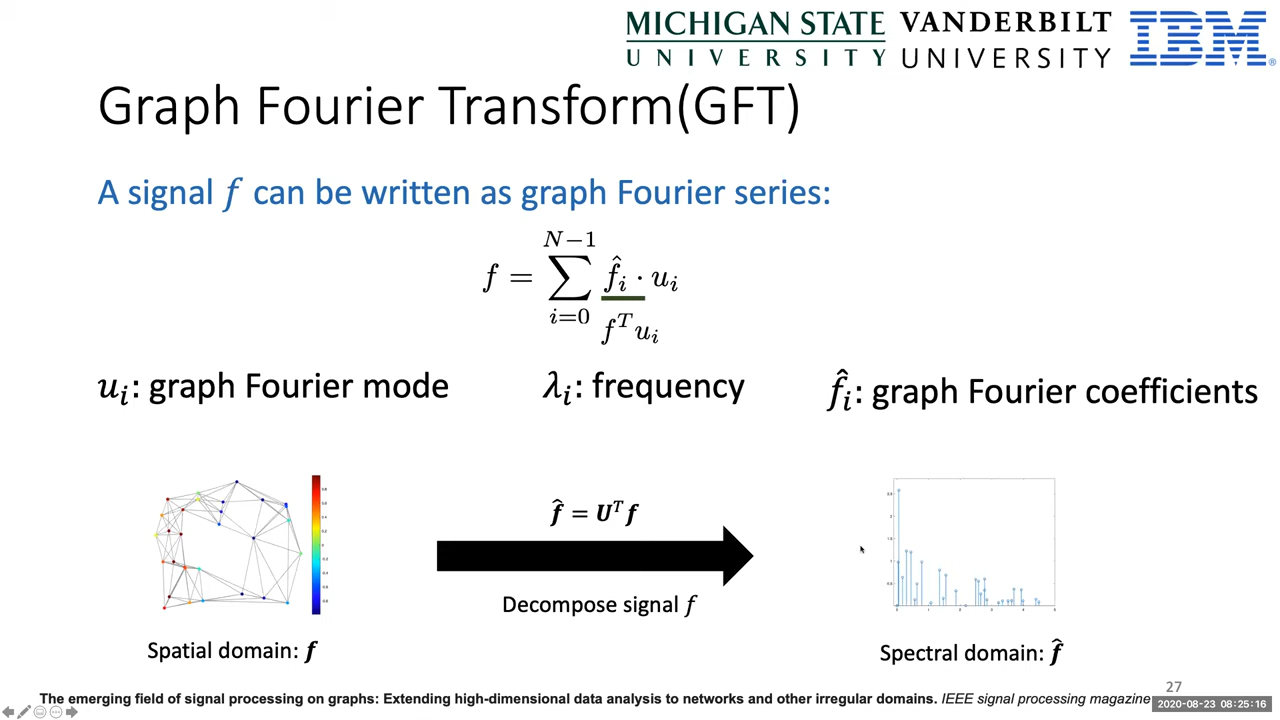 MICHIGAN STATE
UNIVERSITY
VANDERBILT
UNIVERSITY
IBM®
Graph Fourier Transform(GFT)
A signal f can be written as graph Fourier series:
f = ∑_{i=0}^{N−1} f̂_i · u_i
f^T u_i
u_i: graph Fourier mode
λ_i: frequency
f̂_i: graph Fourier coefficients
f̂ = U^T f
Decompose signal f
Spatial domain: f
Spectral domain: f̂
27
The emerging field of signal processing on graphs: Extending high-dimensional data analysis to networks and other irregular domains. IEEE signal processing magazine
2020-08-23 08:25:16